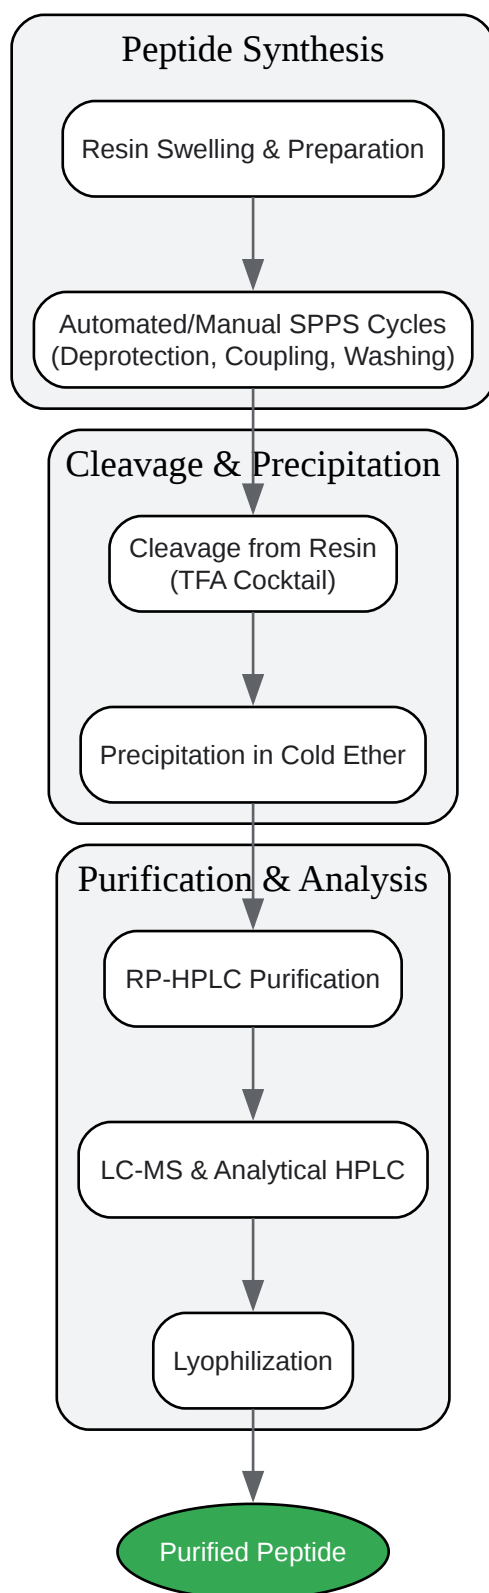 Peptide Synthesis
Resin Swelling & Preparation
Automated/Manual SPPS Cycles
(Deprotection, Coupling, Washing)
Cleavage & Precipitation
Cleavage from Resin
(TFA Cocktail)
Precipitation in Cold Ether
Purification & Analysis
RP-HPLC Purification
LC-MS & Analytical HPLC
Lyophilization
Purified Peptide